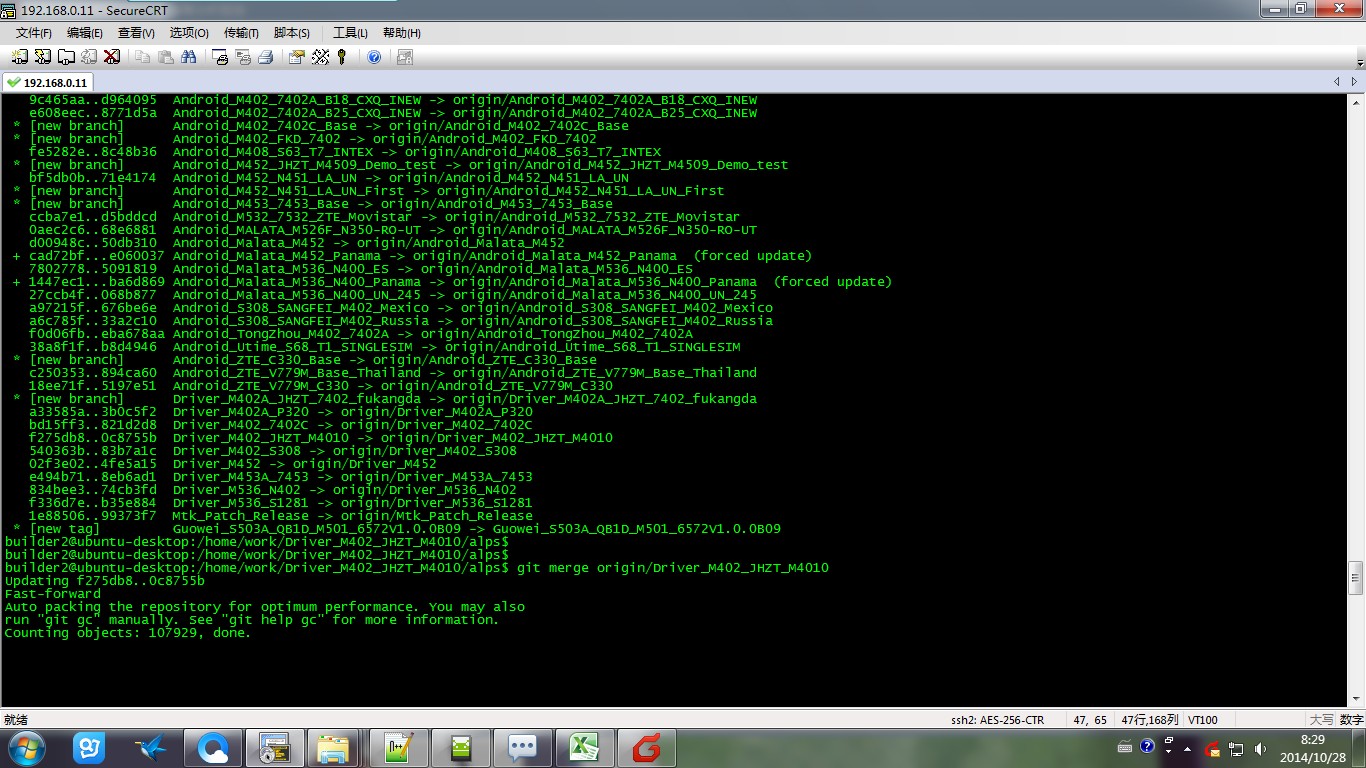 192.168.0.11 - SecureCRT
文件(F) 编辑(E) 查看(V) 选项(O) 传输(T) 脚本(S) 工具(L) 帮助(H)
192.168.0.11
9c465aa..d964095  Android_M402_7402A_B18_CXQ_INEW -> origin/Android_M402_7402A_B18_CXQ_INEW
e608eec..8771d5a  Android_M402_7402A_B25_CXQ_INEW -> origin/Android_M402_7402A_B25_CXQ_INEW
* [new branch]      Android_M402_7402C_Base -> origin/Android_M402_7402C_Base
* [new branch]      Android_M402_FKD_7402 -> origin/Android_M402_FKD_7402
fe5282e..8c48b36  Android_M408_S63_T7_INTEX -> origin/Android_M408_S63_T7_INTEX
* [new branch]      Android_M452_JHZT_M4509_Demo_test -> origin/Android_M452_JHZT_M4509_Demo_test
bf5db0b..71e4174  Android_M452_N451_LA_UN -> origin/Android_M452_N451_LA_UN
* [new branch]      Android_M452_N451_LA_UN_First -> origin/Android_M452_N451_LA_UN_First
* [new branch]      Android_M453_7453_Base -> origin/Android_M453_7453_Base
ccba7e1..d5bddcd  Android_M532_7532_ZTE_Movistar -> origin/Android_M532_7532_ZTE_Movistar
0aec2c6..68e6881  Android_MALATA_M526F_N350-RO-UT -> origin/Android_MALATA_M526F_N350-RO-UT
d00948c..50db310  Android_Malata_M452 -> origin/Android_Malata_M452
+ cad72bf...e060037 Android_Malata_M452_Panama -> origin/Android_Malata_M452_Panama  (forced update)
7802778..5091819  Android_Malata_M536_N400_ES -> origin/Android_Malata_M536_N400_ES
+ 1447ec1...ba6d869 Android_Malata_M536_N400_Panama -> origin/Android_Malata_M536_N400_Panama  (forced update)
27ccb4f..068b877  Android_Malata_M536_N400_UN_245 -> origin/Android_Malata_M536_N400_UN_245
a97215f..676be6e  Android_S308_SANGFEI_M402_Mexico -> origin/Android_S308_SANGFEI_M402_Mexico
a6c785f..33a2c10  Android_S308_SANGFEI_M402_Russia -> origin/Android_S308_SANGFEI_M402_Russia
f0d06fb..eba678aa Android_TongZhou_M402_7402A -> origin/Android_TongZhou_M402_7402A
38a8f1f..b8d4946  Android_Utime_S68_T1_SINGLESIM -> origin/Android_Utime_S68_T1_SINGLESIM
* [new branch]      Android_ZTE_C330_Base -> origin/Android_ZTE_C330_Base
c250353..894ca60  Android_ZTE_V779M_Base_Thailand -> origin/Android_ZTE_V779M_Base_Thailand
18ee71f..5197e51  Android_ZTE_V779M_C330 -> origin/Android_ZTE_V779M_C330
* [new branch]      Driver_M402A_JHZT_7402_fukangda -> origin/Driver_M402A_JHZT_7402_fukangda
a33585a..3b0c5f2  Driver_M402A_P320 -> origin/Driver_M402A_P320
bd15ff3..821d2d8  Driver_M402_7402C -> origin/Driver_M402_7402C
f275db8..0c8755b  Driver_M402_JHZT_M4010 -> origin/Driver_M402_JHZT_M4010
540363b..83b7a1c  Driver_M402_S308 -> origin/Driver_M402_S308
02f3e02..4fe5a15  Driver_M452 -> origin/Driver_M452
e494b71..8eb6ad1  Driver_M453A_7453 -> origin/Driver_M453A_7453
834bee3..74cb3fd  Driver_M536_N402 -> origin/Driver_M536_N402
f336d7e..b35e884  Driver_M536_S1281 -> origin/Driver_M536_S1281
1e88506..99373f7  Mtk_Patch_Release -> origin/Mtk_Patch_Release
* [new tag]         Guowei_S503A_QB1D_M501_6572V1.0.0B09 -> Guowei_S503A_QB1D_M501_6572V1.0.0B09
builder2@ubuntu-desktop:/home/work/Driver_M402_JHZT_M4010/alps$
builder2@ubuntu-desktop:/home/work/Driver_M402_JHZT_M4010/alps$
builder2@ubuntu-desktop:/home/work/Driver_M402_JHZT_M4010/alps$ git merge origin/Driver_M402_JHZT_M4010
Updating f275db8..0c8755b
Fast-forward
Auto packing the repository for optimum performance. You may also
run "git gc" manually. See "git help gc" for more information.
Counting objects: 107929, done.
就绪 ssh2: AES-256-CTR 47, 65 47行,168列 VT100 大写 数字
8:29
2014/10/28